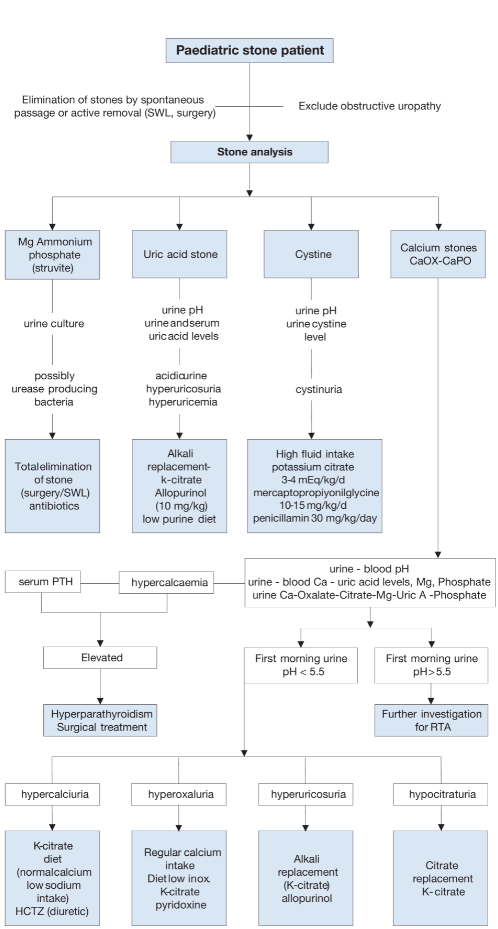 Paediatric stone patient
Elimination of stones by spontaneous
passage or active removal (SWL, surgery)
Exclude obstructive uropathy
Stone analysis
Mg Ammonium
phosphate
(struvite)
Uric acid stone
Cystine
Calcium stones
CaOX-CaPO
urine culture
urine pH
urine and serum
uric acid levels
urine pH
urine cystine
level
possibly
urease producing
bacteria
acidic urine
hyperuricosuria
hyperuricemia
cystinuria
Total elimination
of stone
(surgery/SWL)
antibiotics
Alkali
replacement-
k-citrate
Allopurinol
(10 mg/kg)
low purine diet
High fluid intake
potassium citrate
3-4 mEq/kg/d
mercaptopropiyonilglycine
10-15 mg/kg/d
penicillamin 30 mg/kg/day
serum PTH
hypercalcaemia
urine - blood pH
urine - blood Ca - uric acid levels, Mg, Phosphate
urine Ca-Oxalate-Citrate-Mg-Uric A -Phosphate
Elevated
First morning urine
pH < 5.5
First morning urine
pH > 5.5
Hyperparathyroidism
Surgical treatment
Further investigation
for RTA
hypercalciuria
hyperoxaluria
hyperuricosuria
hypocitraturia
K-citrate
diet
(normal calcium
low sodium
intake)
HCTZ (diuretic)
Regular calcium
intake
Diet low in ox.
K-citrate
pyridoxine
Alkali
replacement
(K-citrate)
allopurinol
Citrate
replacement
K- citrate